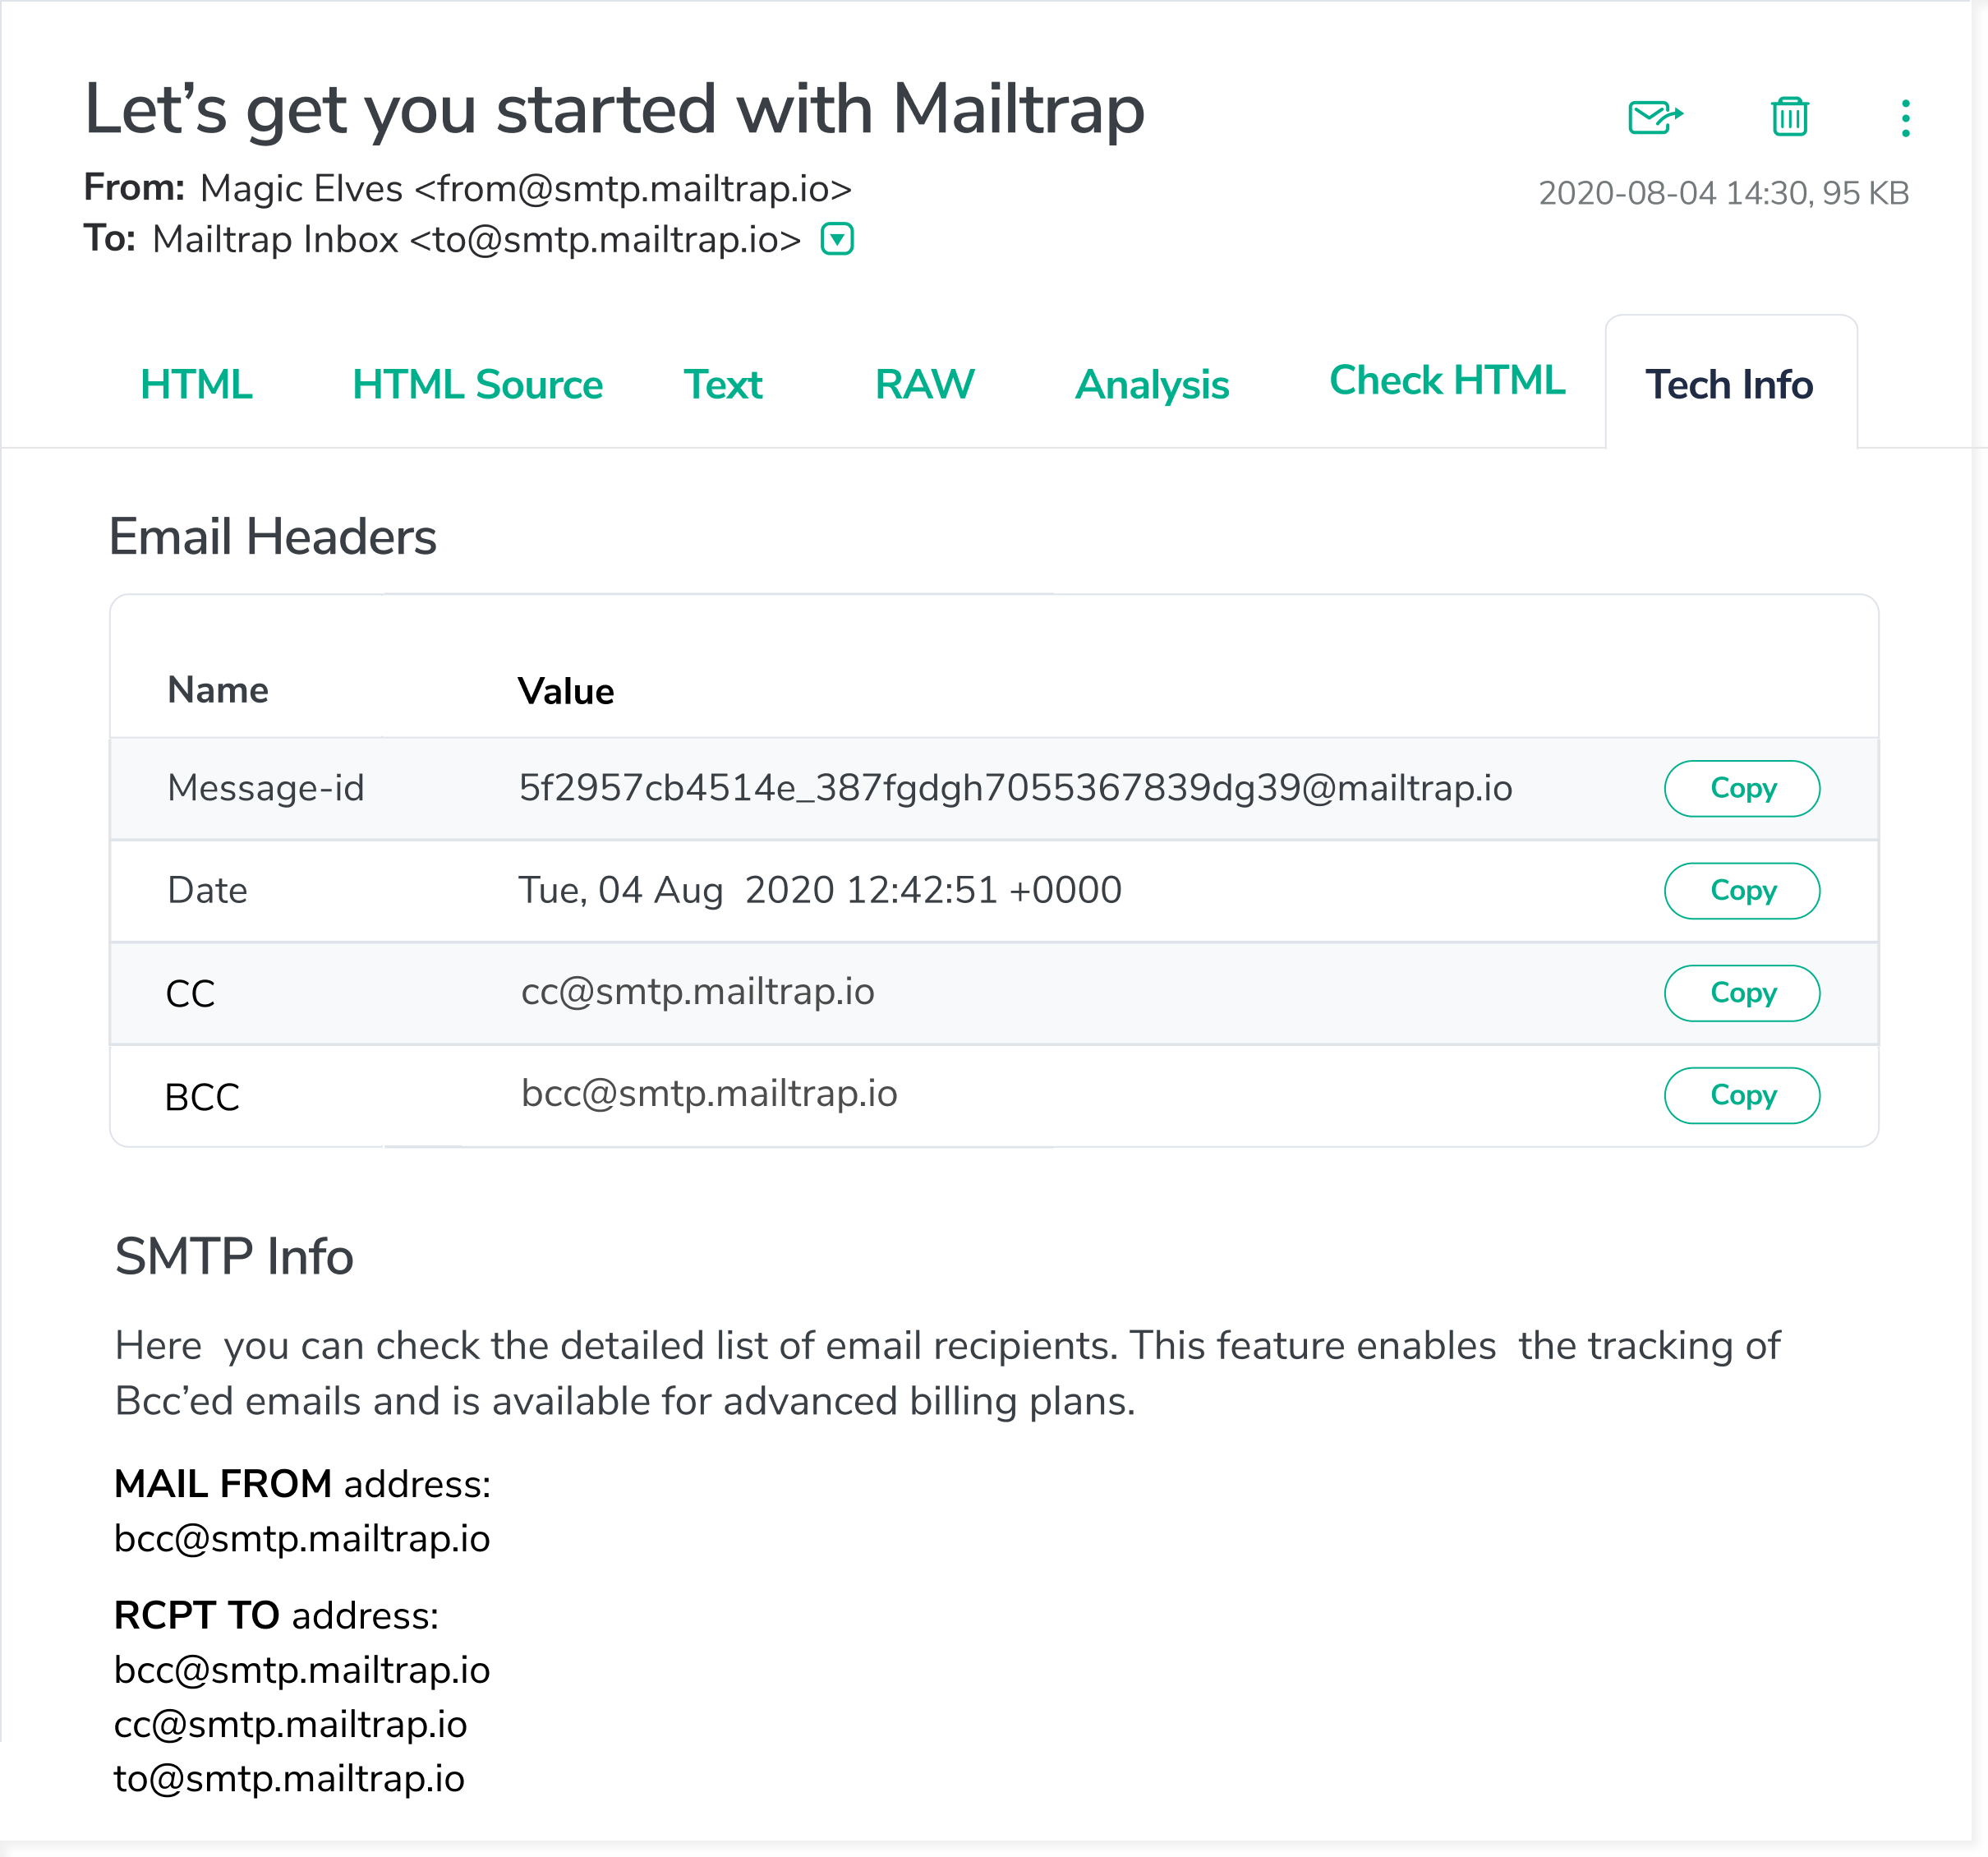 Let’s get you started with Mailtrap
From: Magic Elves <from@smtp.mailtrap.io>
2020-08-04 14:30, 95 KB
To: Mailtrap Inbox <to@smtp.mailtrap.io>
HTML HTML Source Text RAW Analysis Check HTML Tech Info
Email Headers
Name Value
Message-id 5f2957cb4514e_387fgdgh7055367839dg39@mailtrap.io Copy
Date Tue, 04 Aug 2020 12:42:51 +0000 Copy
CC cc@smtp.mailtrap.io Copy
BCC bcc@smtp.mailtrap.io Copy
SMTP Info
Here you can check the detailed list of email recipients. This feature enables the tracking of
Bcc’ed emails and is available for advanced billing plans.
MAIL FROM address:
bcc@smtp.mailtrap.io
RCPT TO address:
bcc@smtp.mailtrap.io
cc@smtp.mailtrap.io
to@smtp.mailtrap.io